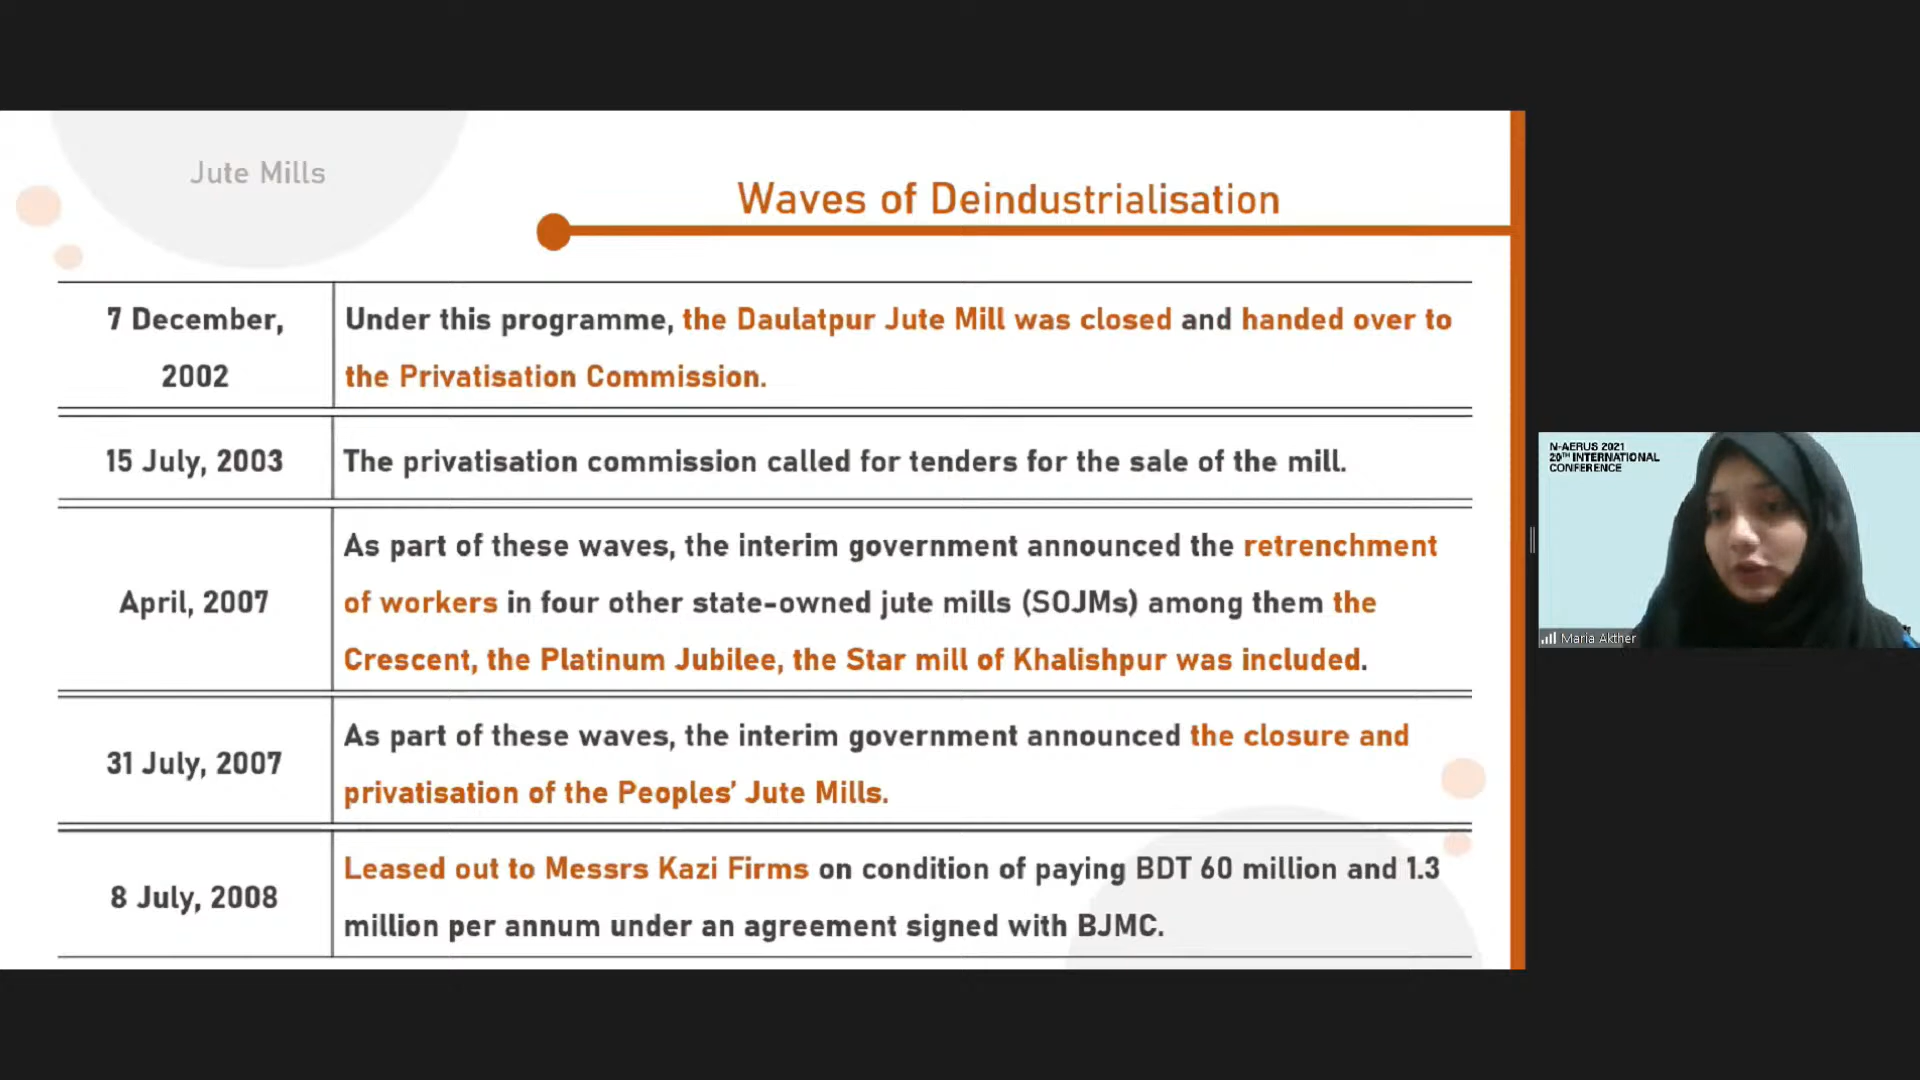 Jute Mills
Waves of Deindustrialisation
7 December,
2002
Under this programme, the Daulatpur Jute Mill was closed and handed over to
the Privatisation Commission.
15 July, 2003
The privatisation commission called for tenders for the sale of the mill.
April, 2007
As part of these waves, the interim government announced the retrenchment
of workers in four other state-owned jute mills (SOJMs) among them the
Crescent, the Platinum Jubilee, the Star mill of Khalishpur was included.
31 July, 2007
As part of these waves, the interim government announced the closure and
privatisation of the Peoples’ Jute Mills.
8 July, 2008
Leased out to Messrs Kazi Firms on condition of paying BDT 60 million and 1.3
million per annum under an agreement signed with BJMC.
N-AERUS 2021
20TH INTERNATIONAL
CONFERENCE
Maria Akther